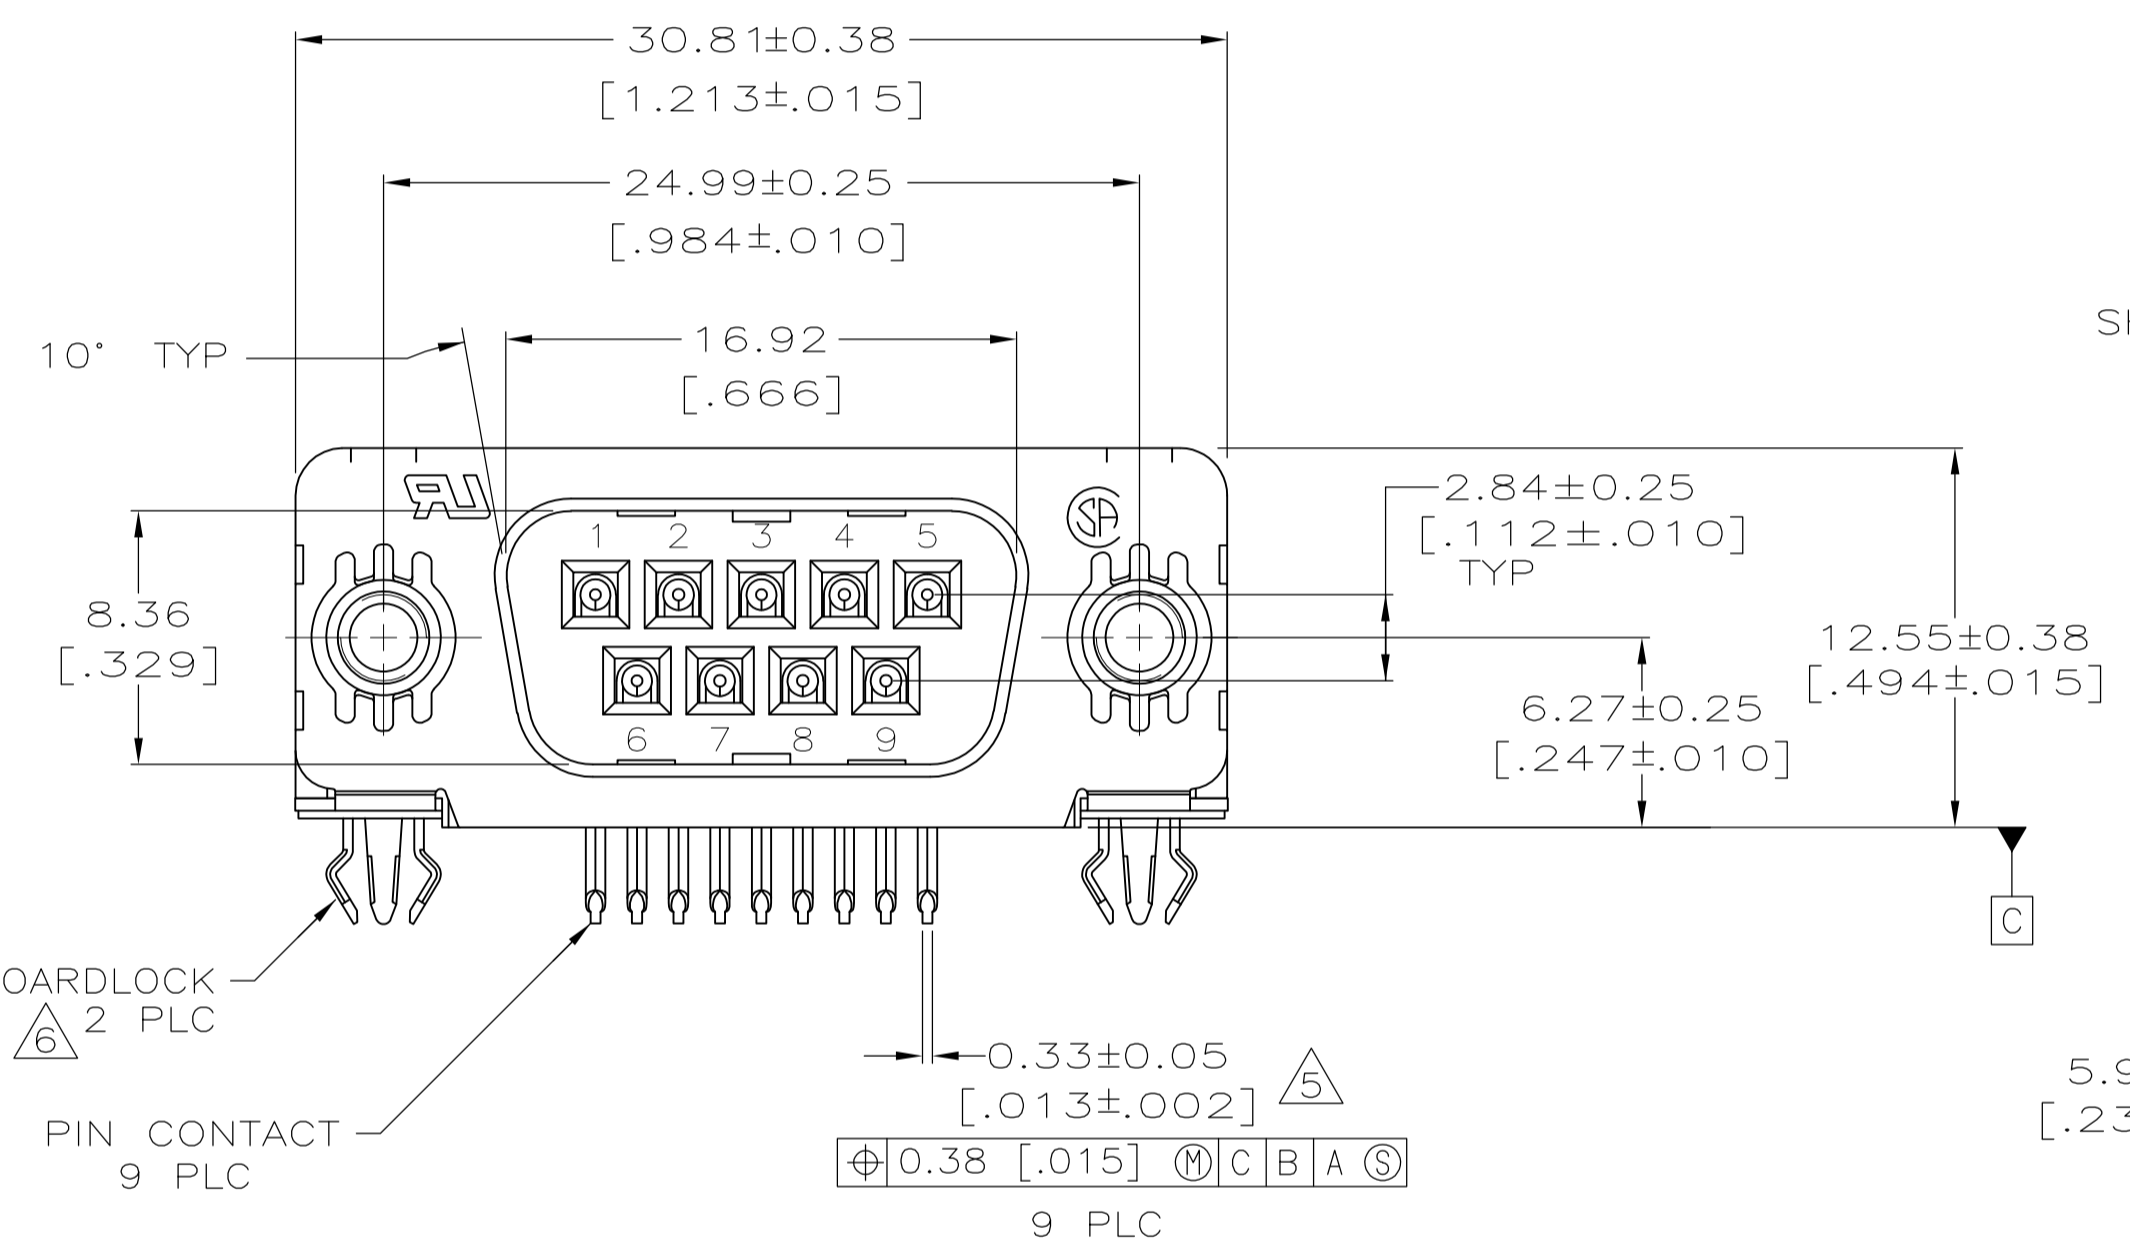 30.81±0.38
[1.213±.015]
24.99±0.25
[.984±.010]
10° TYP
16.92
[.666]
2.84±0.25
[.112±.010]
TYP
1 2 3 4 5
8.36
[.329]
12.55±0.38
[.494±.015]
6.27±0.25
[.247±.010]
6 7 8 9
C
OARDLOCK
6 2 PLC
0.33±0.05
[.013±.002]
5
PIN CONTACT
9 PLC
0.38 [.015] Ⓜ C B A Ⓢ
9 PLC
5.9
[.23